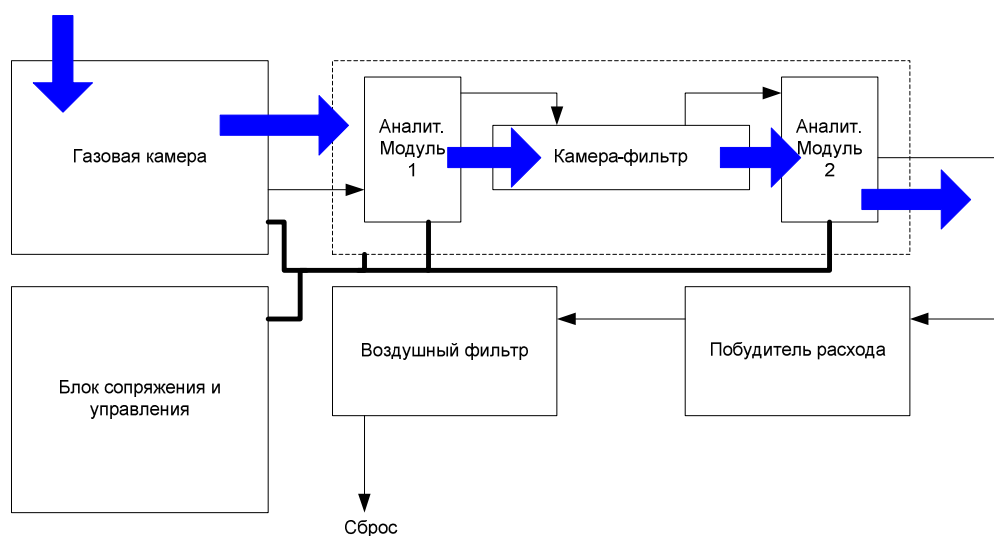 Газовая камера
Аналит.
Модуль
1
Камера-фильтр
Аналит.
Модуль
2
Блок сопряжения и
управления
Воздушный фильтр
Побудитель расхода
Сброс